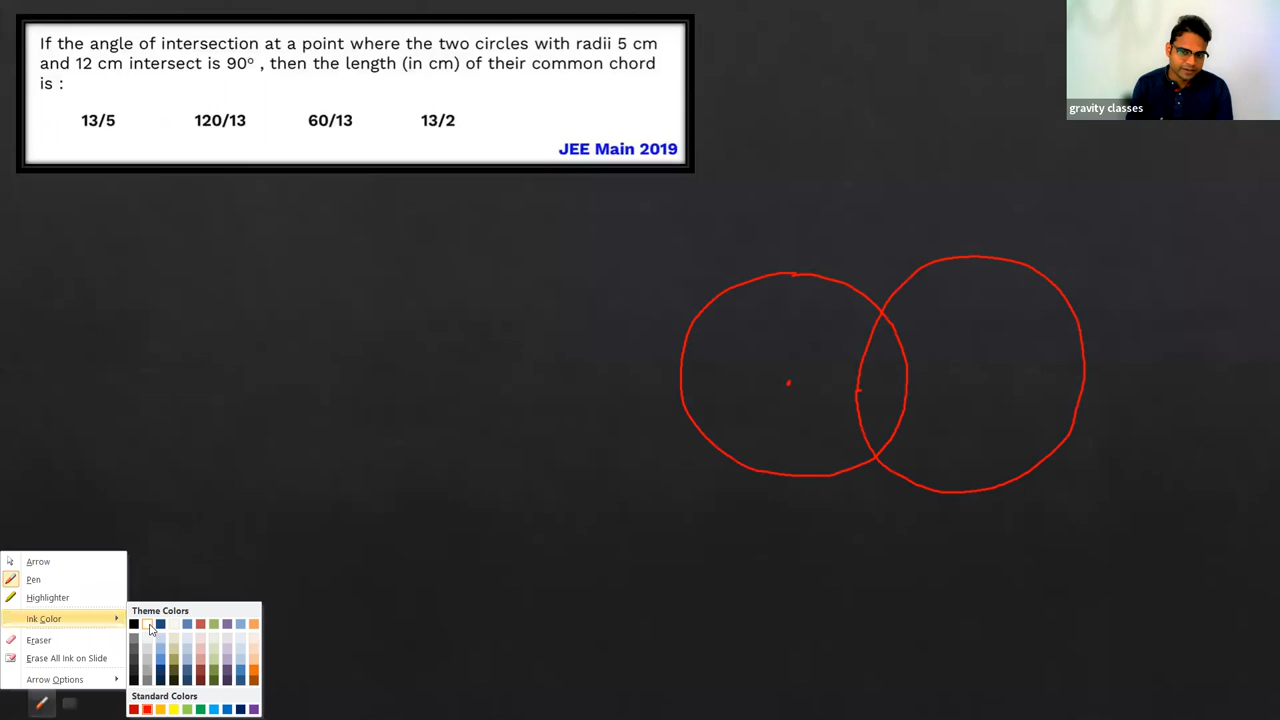 If the angle of intersection at a point where the two circles with radii 5 cm
and 12 cm intersect is 90° , then the length (in cm) of their common chord
is :
13/5 120/13 60/13 13/2
JEE Main 2019
gravity classes
Arrow
Pen
Highlighter
Ink Color
Eraser
Erase All Ink on Slide
Arrow Options
Theme Colors
Standard Colors